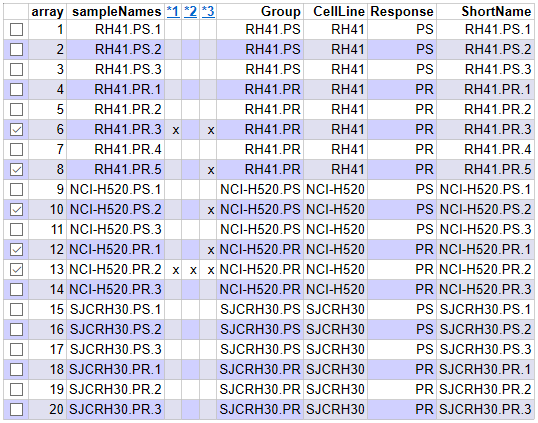 array sampleNames *1 *2 *3 Group CellLine Response ShortName
1 RH41.PS.1 RH41.PS RH41 PS RH41.PS.1
2 RH41.PS.2 RH41.PS RH41 PS RH41.PS.2
3 RH41.PS.3 RH41.PS RH41 PS RH41.PS.3
4 RH41.PR.1 RH41.PR RH41 PR RH41.PR.1
5 RH41.PR.2 RH41.PR RH41 PR RH41.PR.2
6 RH41.PR.3 x x RH41.PR RH41 PR RH41.PR.3
7 RH41.PR.4 RH41.PR RH41 PR RH41.PR.4
8 RH41.PR.5 x RH41.PR RH41 PR RH41.PR.5
9 NCI-H520.PS.1 NCI-H520.PS NCI-H520 PS NCI-H520.PS.1
10 NCI-H520.PS.2 x NCI-H520.PS NCI-H520 PS NCI-H520.PS.2
11 NCI-H520.PS.3 NCI-H520.PS NCI-H520 PS NCI-H520.PS.3
12 NCI-H520.PR.1 x NCI-H520.PR NCI-H520 PR NCI-H520.PR.1
13 NCI-H520.PR.2 x x x NCI-H520.PR NCI-H520 PR NCI-H520.PR.2
14 NCI-H520.PR.3 NCI-H520.PR NCI-H520 PR NCI-H520.PR.3
15 SJCRH30.PS.1 SJCRH30.PS SJCRH30 PS SJCRH30.PS.1
16 SJCRH30.PS.2 SJCRH30.PS SJCRH30 PS SJCRH30.PS.2
17 SJCRH30.PS.3 SJCRH30.PS SJCRH30 PS SJCRH30.PS.3
18 SJCRH30.PR.1 SJCRH30.PR SJCRH30 PR SJCRH30.PR.1
19 SJCRH30.PR.2 SJCRH30.PR SJCRH30 PR SJCRH30.PR.2
20 SJCRH30.PR.3 SJCRH30.PR SJCRH30 PR SJCRH30.PR.3